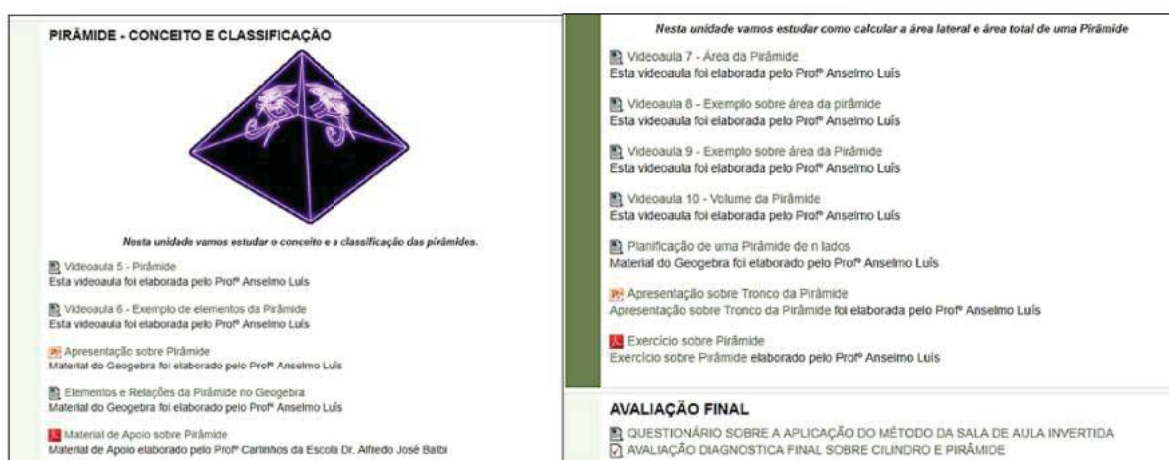 PIRÂMIDE - CONCEITO E CLASSIFICAÇÃO
Nesta unidade vamos estudar o conceito e a classificação das pirâmides.
Videoaula 5 - Pirâmide
Esta videoaula foi elaborada pelo Profº Anselmo Luís
Videoaula 6 - Exemplo de elementos da Pirâmide
Esta videoaula foi elaborada pelo Profº Anselmo Luís
Apresentação sobre Pirâmide
Material do Geogebra foi elaborado pelo Profº Anselmo Luís
Elementos e Relações da Pirâmide no Geogebra
Material do Geogebra foi elaborado pelo Profº Anselmo Luís
Material de Apoio sobre Pirâmide
Material de Apoio elaborado pelo Profº Carlinhos da Escola Dr. Alfredo José Balbi
Nesta unidade vamos estudar como calcular a área lateral e área total de uma Pirâmide
Videoaula 7 - Área da Pirâmide
Esta videoaula foi elaborada pelo Profº Anselmo Luís
Videoaula 8 - Exemplo sobre área da pirâmide
Esta videoaula foi elaborada pelo Profº Anselmo Luís
Videoaula 9 - Exemplo sobre área da pirâmide
Esta videoaula foi elaborada pelo Profº Anselmo Luís
Videoaula 10 - Volume da Pirâmide
Esta videoaula foi elaborada pelo Profº Anselmo Luís
Planificação de uma Pirâmide de n lados
Material do Geogebra foi elaborado pelo Profº Anselmo Luís
Apresentação sobre Tronco da Pirâmide
Apresentação sobre Tronco da Pirâmide foi elaborado pelo Profº Anselmo Luís
Exercício sobre Pirâmide
Exercício sobre Pirâmide elaborado pelo Profº Anselmo Luís
AVALIAÇÃO FINAL
QUESTIONÁRIO SOBRE A APLICAÇÃO DO MÉTODO DA SALA DE AULA INVERTIDA
AVALIAÇÃO DIAGNOSTICA FINAL SOBRE CILINDRO E PIRÂMIDE